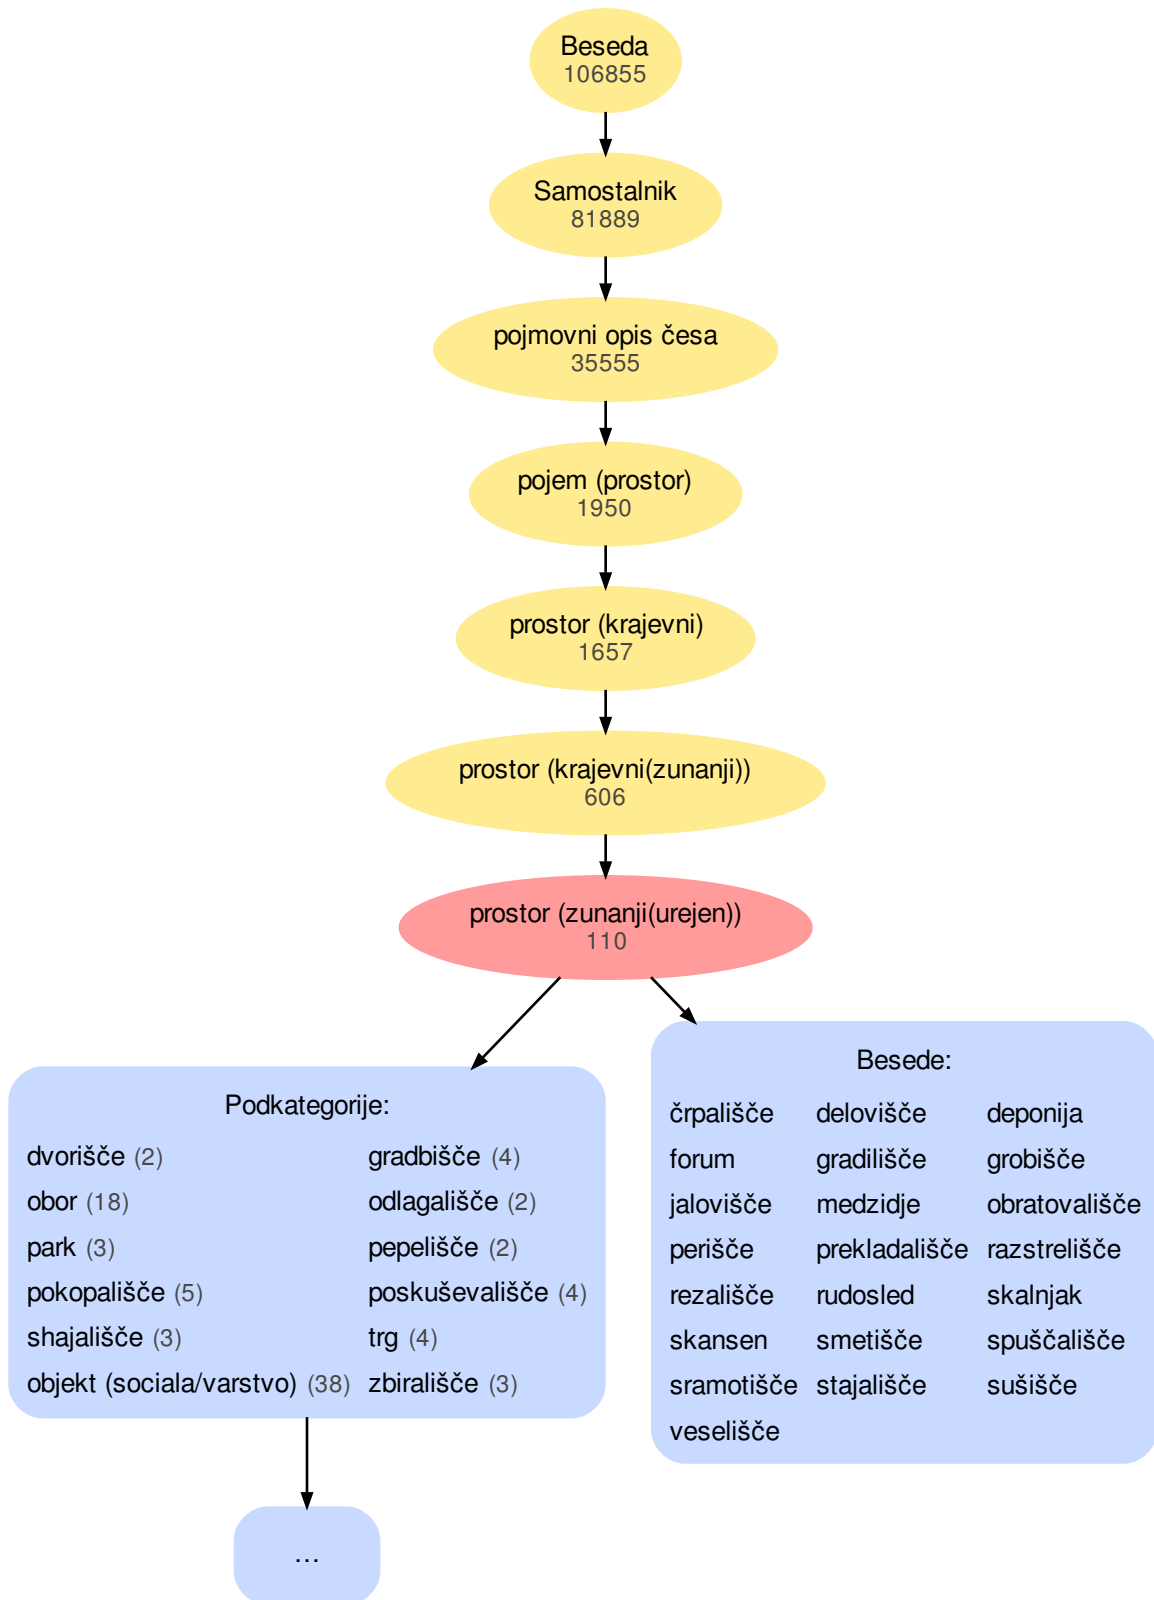 Beseda
106855
Samostalnik
81889
pojmovni opis česa
35555
pojem (prostor)
1950
prostor (krajevni)
1657
prostor (krajevni(zunanji))
606
prostor (zunanji(urejen))
110
Podkategorije:
dvorišče (2) gradbišče (4)
obor (18) odlagališče (2)
park (3) pepelišče (2)
pokopališče (5) poskuševališče (4)
shajališče (3) trg (4)
objekt (sociala/varstvo) (38) zbirališče (3)
...
Besede:
črpališče delovišče deponija
forum gradilišče grobišče
jalovišče medzidje obratovališče
perišče prekladališče razstrelišče
rezališče rudosled skalnjak
skansen smetišče spuščališče
sramotišče stajališče sušišče
veselišče